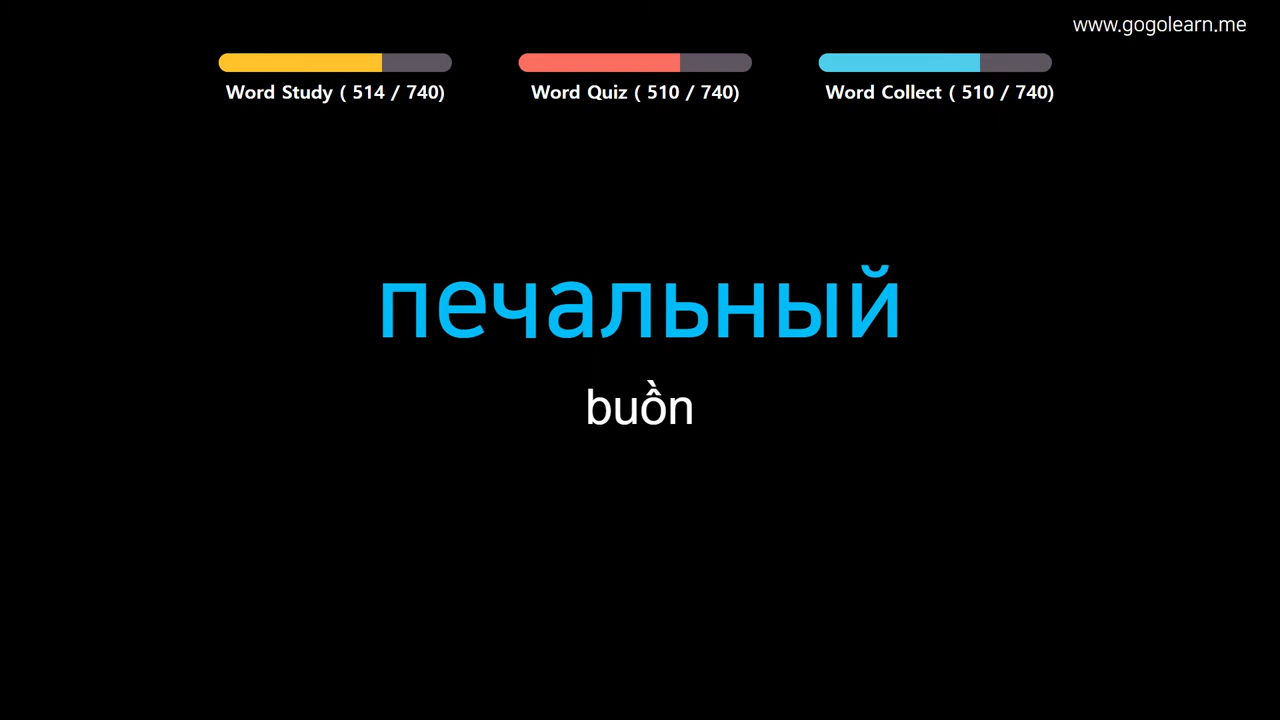 www.gogolearn.me
Word Study ( 514 / 740)
Word Quiz ( 510 / 740)
Word Collect ( 510 / 740)
печальный
buồn